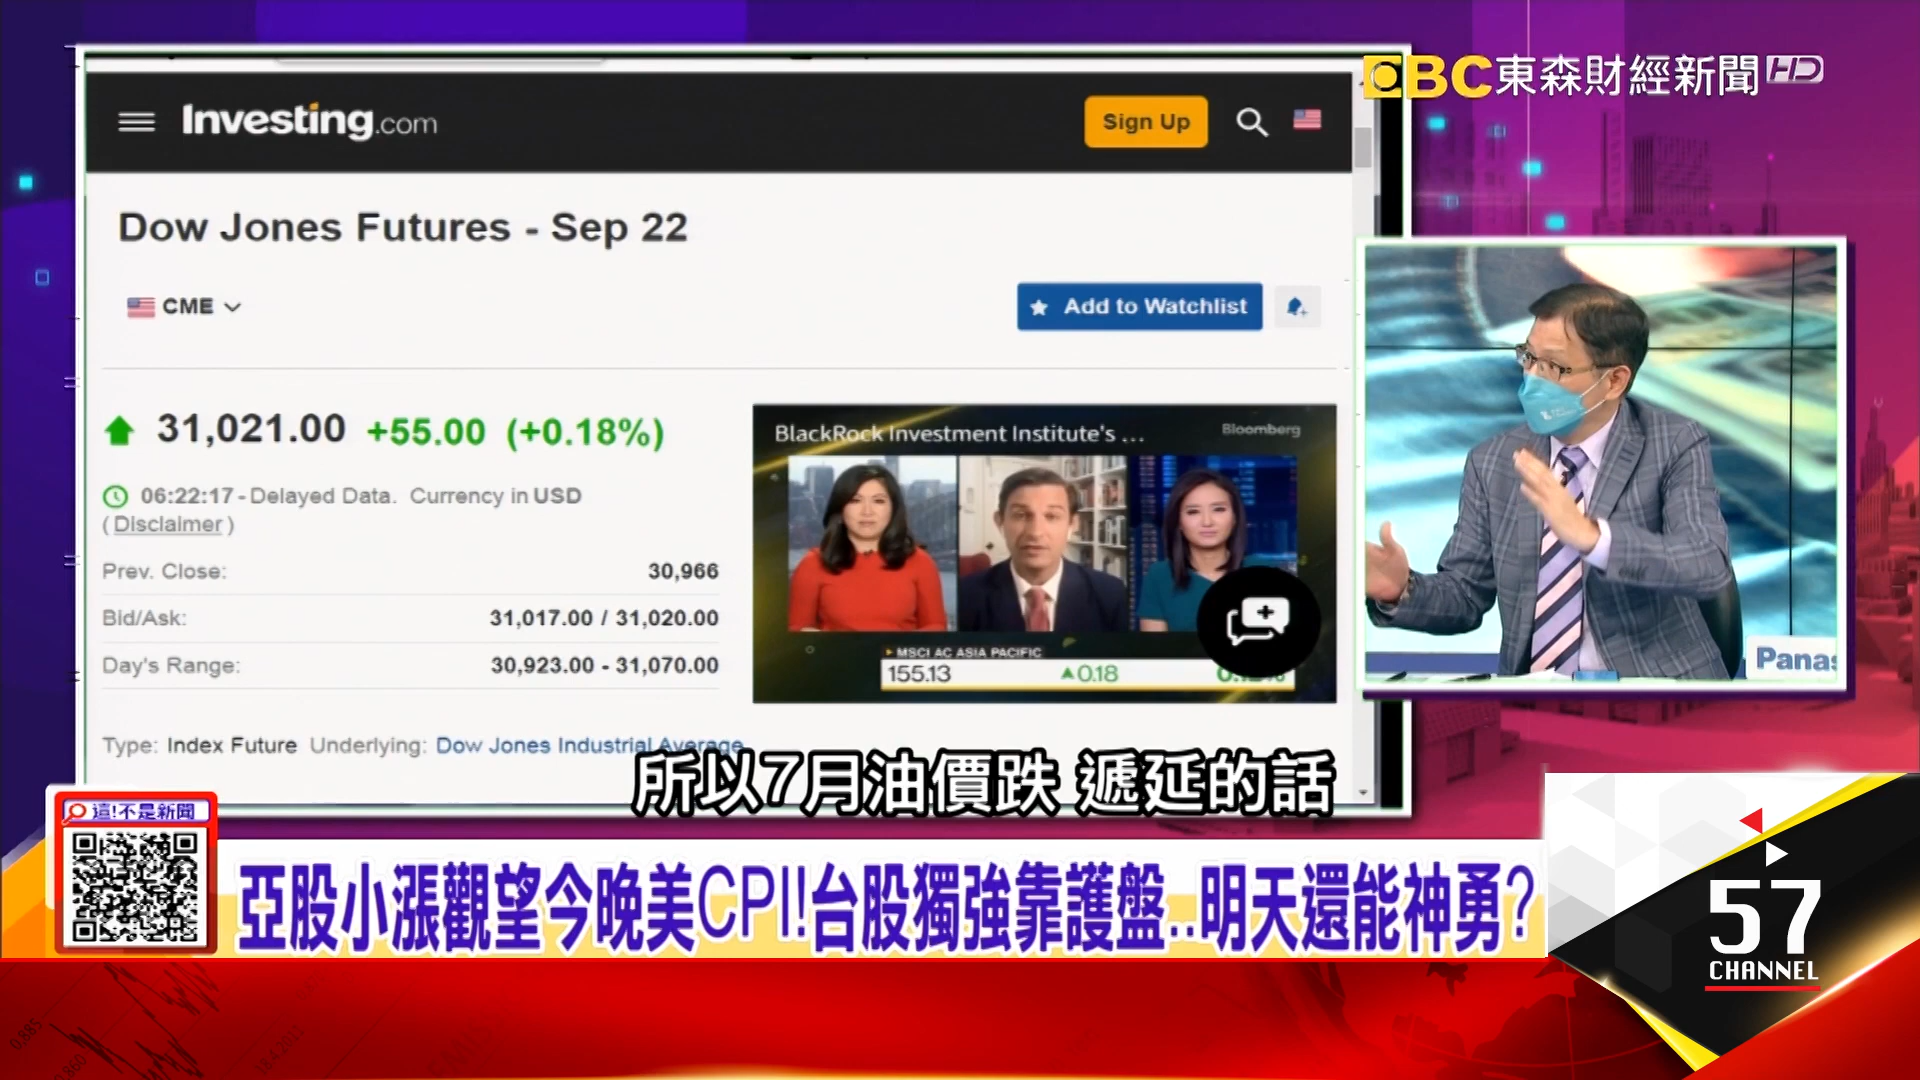 EBC東森財經新聞HD
Investing.com
Sign Up
Dow Jones Futures - Sep 22
CME
Add to Watchlist
31,021.00 +55.00 (+0.18%)
06:22:17 - Delayed Data. Currency in USD
( Disclaimer )
Prev. Close: 30,966
Bid/Ask: 31,017.00 / 31,020.00
Day's Range: 30,923.00 - 31,070.00
Type: Index Future Underlying: Dow Jones Industrial Average
BlackRock Investment Institute's ...
Bloomberg
MSCI AC ASIA PACIFIC
155.13 ▲0.18
Panas
所以7月油價跌 遞延的話
這!不是新聞
亞股小漲觀望今晚美CPI!!台股獨強靠護盤..明天還能神勇?
57
CHANNEL